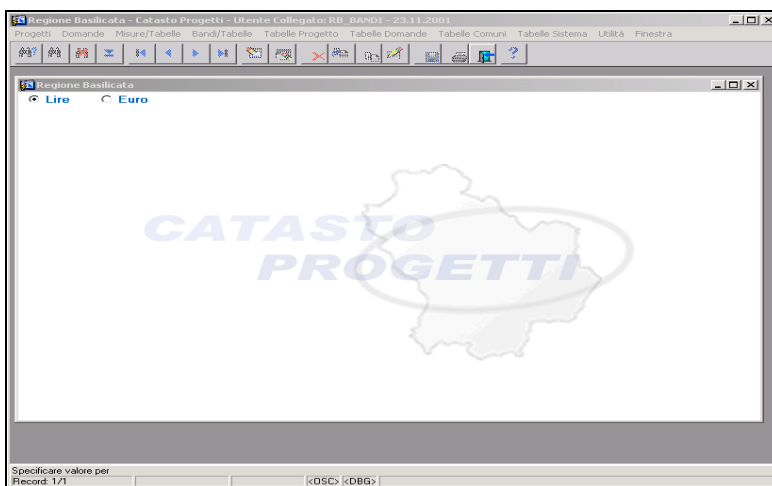 Regione Basilicata - Catasto Progetti - Utente Collegato: RB_BANDI - 23.11.2001
Progetti Domande Misure/Tabelle Bandi/Tabelle Tabelle Progetto Tabelle Domande Tabelle Comuni Tabelle Sistema Utilità Finestra
Regione Basilicata
Lire Euro
CATASTO
PROGETTI
Specificare valore per
Record: 1/1 <OSC> <DBG>